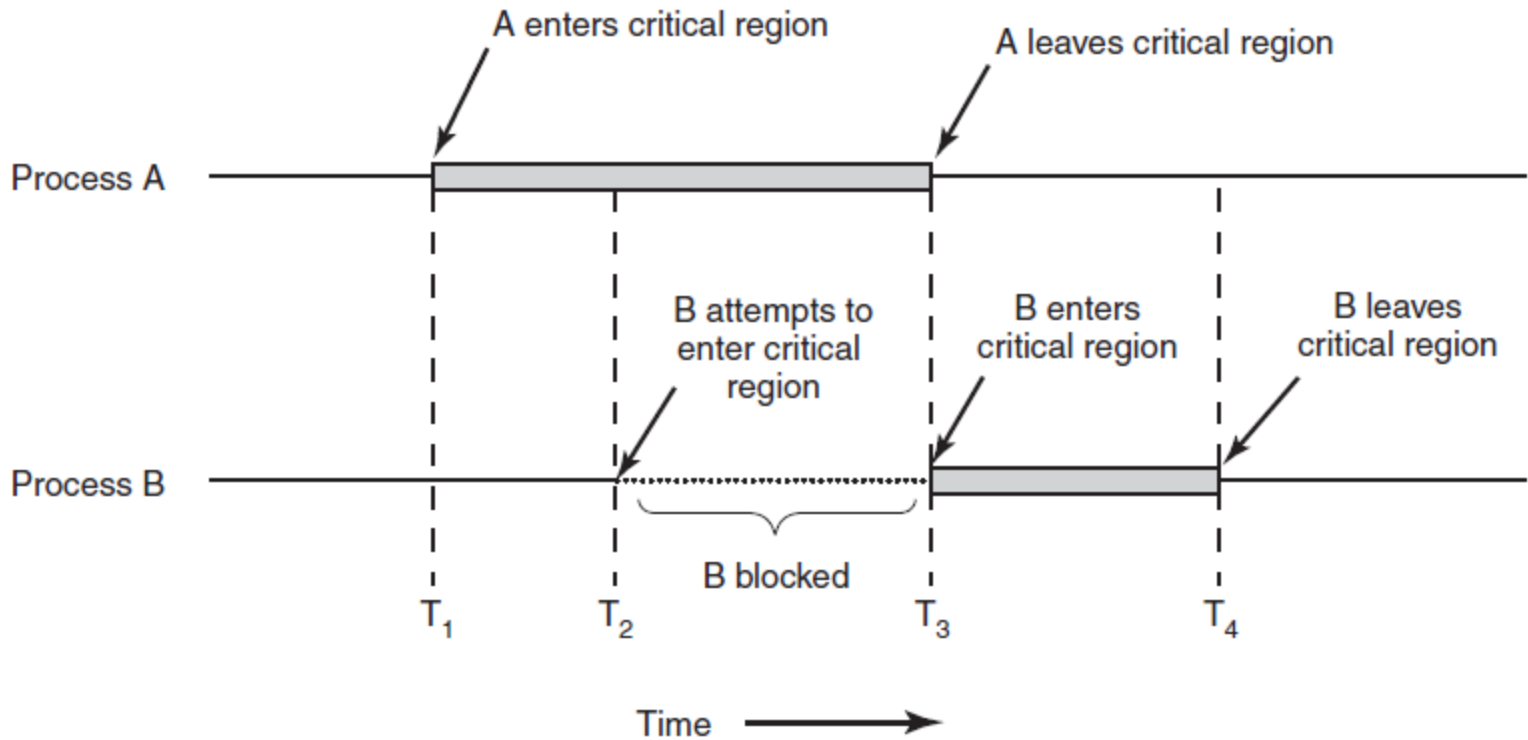 A enters critical region
A leaves critical region
Process A
B attempts to
enter critical
region
B enters
critical region
B leaves
critical region
Process B
B blocked
T1
T2
T3
T4
Time